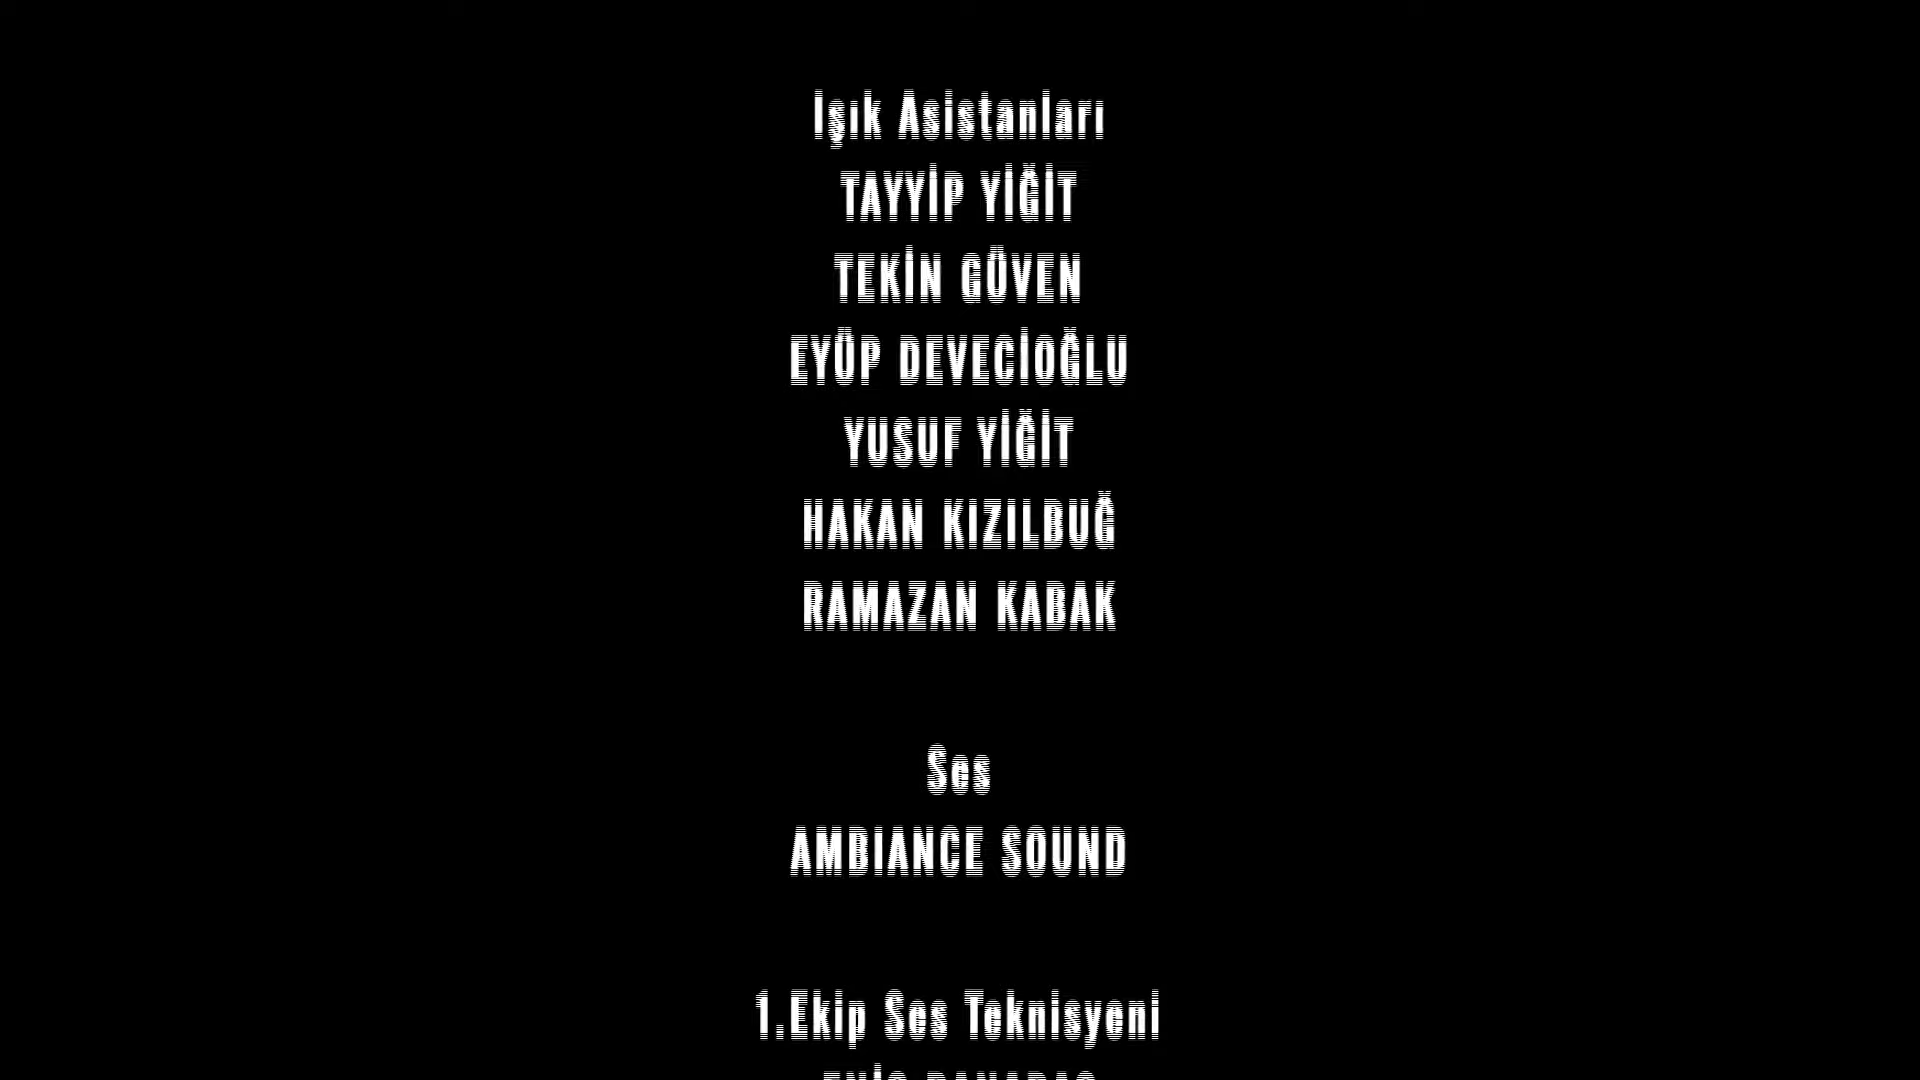 Işık Asistanları
TAYYİP YİĞİT
TEKİN GÜVEN
EYÜP DEVECİOĞLU
YUSUF YİĞİT
HAKAN KIZILBUĞ
RAMAZAN KABAK
Ses
AMBIANCE SOUND
1.Ekip Ses Teknisyeni